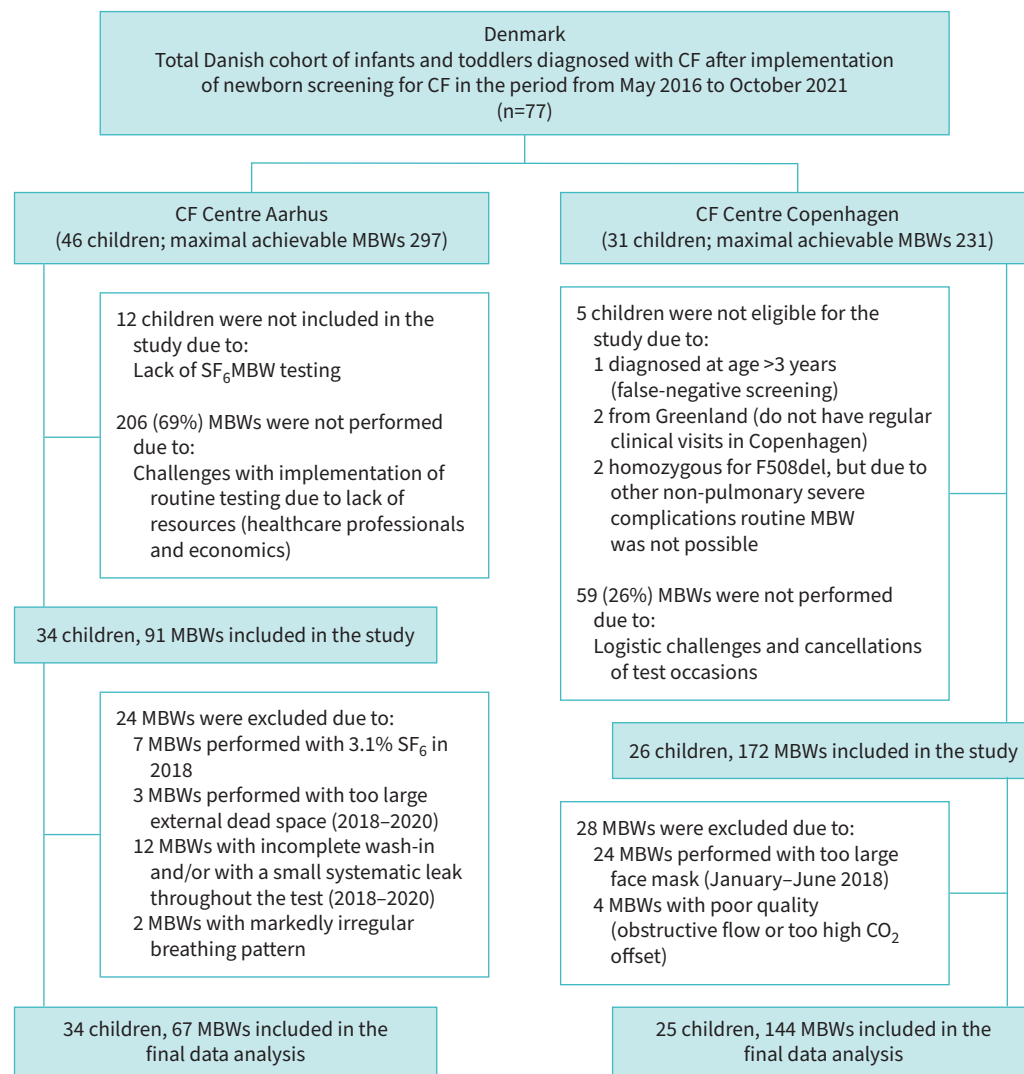 Denmark
Total Danish cohort of infants and toddlers diagnosed with CF after implementation
of newborn screening for CF in the period from May 2016 to October 2021
(n=77)
CF Centre Aarhus
(46 children; maximal achievable MBWs 297)
12 children were not included in the
study due to:
Lack of SF₆MBW testing
206 (69%) MBWs were not performed
due to:
Challenges with implementation of
routine testing due to lack of
resources (healthcare professionals
and economics)
34 children, 91 MBWs included in the study
24 MBWs were excluded due to:
7 MBWs performed with 3.1% SF₆ in
2018
3 MBWs performed with too large
external dead space (2018–2020)
12 MBWs with incomplete wash-in
and/or with a small systematic leak
throughout the test (2018–2020)
2 MBWs with markedly irregular
breathing pattern
34 children, 67 MBWs included in the
final data analysis
CF Centre Copenhagen
(31 children; maximal achievable MBWs 231)
5 children were not eligible for the
study due to:
1 diagnosed at age >3 years
(false-negative screening)
2 from Greenland (do not have regular
clinical visits in Copenhagen)
2 homozygous for F508del, but due to
other non-pulmonary severe
complications routine MBW
was not possible
59 (26%) MBWs were not performed
due to:
Logistic challenges and cancellations
of test occasions
26 children, 172 MBWs included in the study
28 MBWs were excluded due to:
24 MBWs performed with too large
face mask (January–June 2018)
4 MBWs with poor quality
(obstructive flow or too high CO₂
offset)
25 children, 144 MBWs included in the
final data analysis